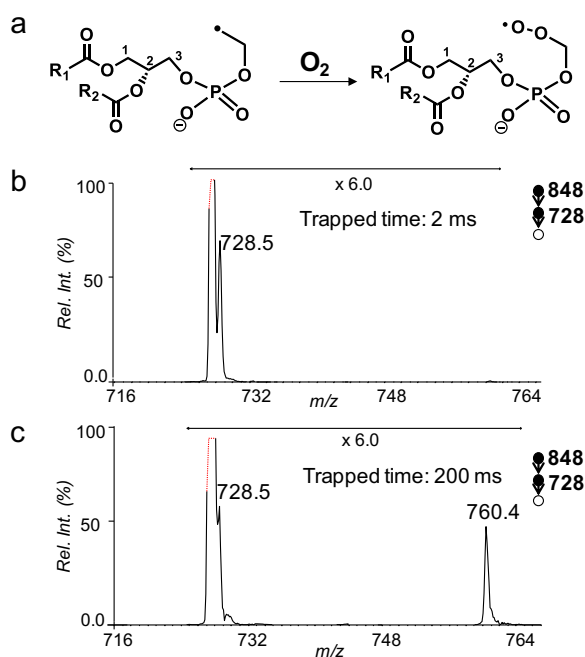 a
O
R₁
O
1
2
3
R₂
O
O
O
P
O
O
⊖
O₂
• O-O
O
R₁
O
1
2
3
R₂
O
O
O
P
O
O
⊖
b
100
50
0.0
Rel. Int. (%)
x 6.0
Trapped time: 2 ms
728.5
848
728
716
732
748
764
m/z
c
100
50
0.0
Rel. Int. (%)
x 6.0
Trapped time: 200 ms
728.5
760.4
848
728
716
732
748
764
m/z